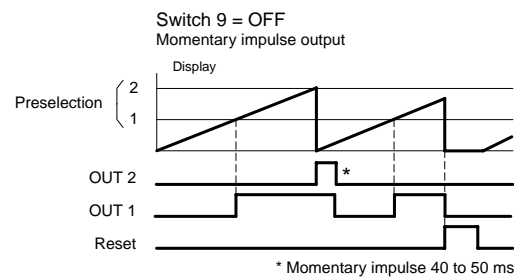 Switch 9 = OFF
Momentary impulse output
Display
2
Preselection
1
OUT 2
*
OUT 1
Reset
* Momentary impulse 40 to 50 ms